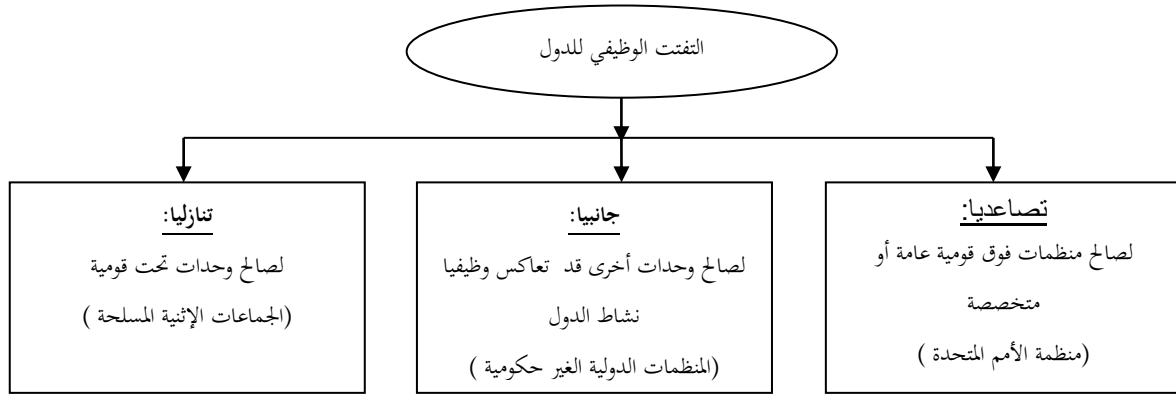 التفتت الوظيفي للدول
تصاعديا:
لصالح منظمات فوق قومية عامة أو
متخصصة
(منظمة الأمم المتحدة )
جانبيا:
لصالح وحدات أخرى قد تعاكس وظيفيا
نشاط الدول
(المنظمات الدولية الغير حكومية )
تنازليا:
لصالح وحدات تحت قومية
(الجماعات الإثنية المسلحة )